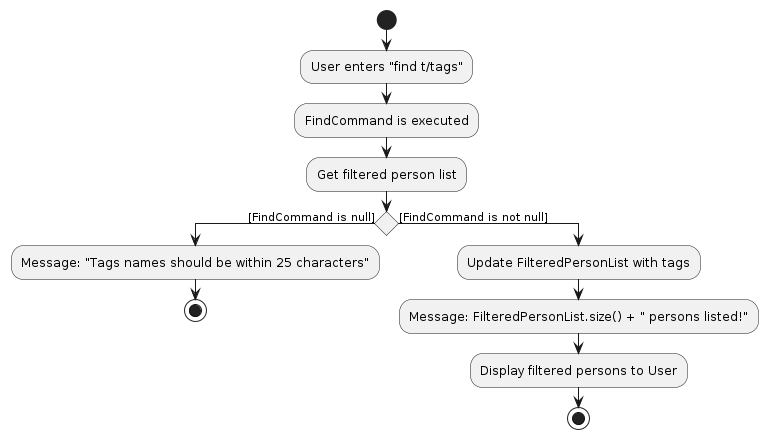 User enters "find t/tags"
FindCommand is executed
Get filtered person list
[FindCommand is null]
[FindCommand is not null]
Message: "Tags names should be within 25 characters"
Update FilteredPersonList with tags
Message: FilteredPersonList.size() + " persons listed!"
Display filtered persons to User